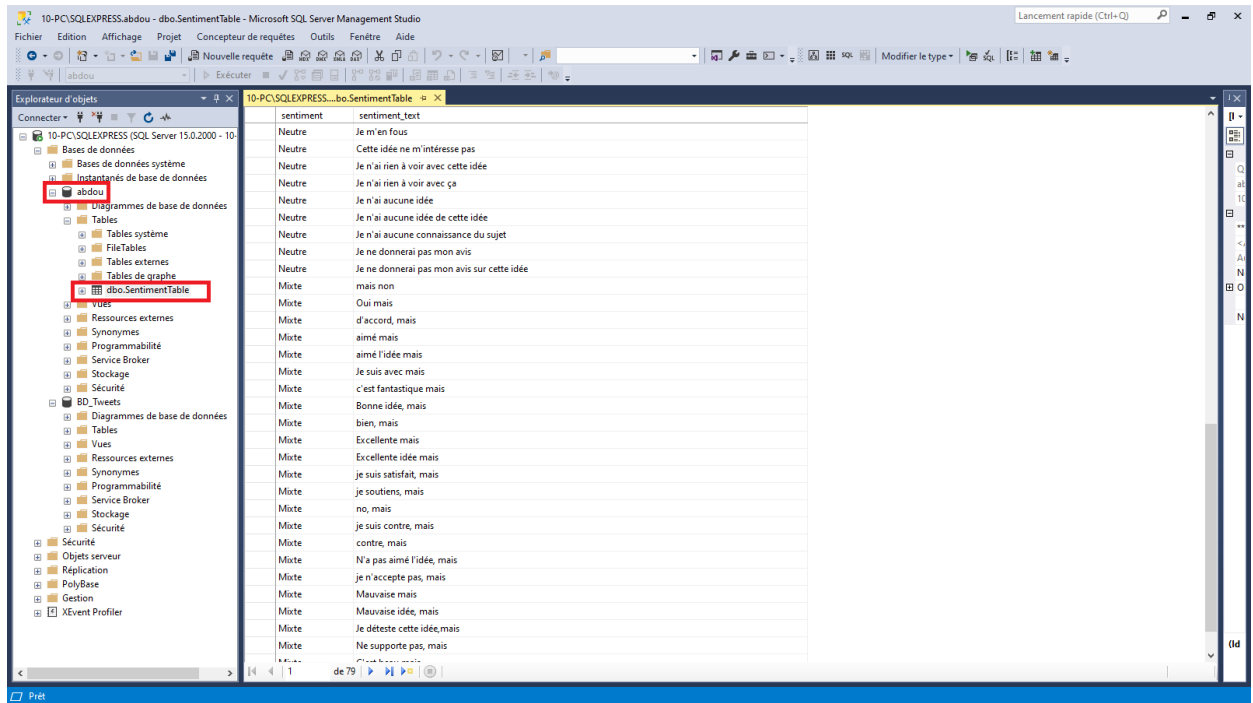 10-PC\SQLEXPRESS.abdou - dbo.SentimentTable - Microsoft SQL Server Management Studio
Lancement rapide (Ctrl+Q)
Fichier Edition Affichage Projet Concepteur de requêtes Outils Fenêtre Aide
Nouvelle requête
MDX DMX XMLA DAX
SQL
Modifier le type
abdou
Exécuter
Explorateur d'objets
Connecter
10-PC\SQLEXPRESS (SQL Server 15.0.2000 - 10-
Bases de données
Bases de données système
Instantanés de base de données
abdou
Diagrammes de base de données
Tables
Tables système
FileTables
Tables externes
Tables de graphe
dbo.SentimentTable
Vues
Ressources externes
Synonymes
Programmabilité
Service Broker
Stockage
Sécurité
BD_Tweets
Diagrammes de base de données
Tables
Vues
Ressources externes
Synonymes
Programmabilité
Service Broker
Stockage
Sécurité
Sécurité
Objets serveur
Réplication
PolyBase
Gestion
XEvent Profiler
10-PC\SQLEXPRESS....bo.SentimentTable
sentiment sentiment_text
Neutre Je m'en fous
Neutre Cette idée ne m'intéresse pas
Neutre Je n'ai rien à voir avec cette idée
Neutre Je n'ai rien à voir avec ça
Neutre Je n'ai aucune idée
Neutre Je n'ai aucune idée de cette idée
Neutre Je n'ai aucune connaissance du sujet
Neutre Je ne donnerai pas mon avis
Neutre Je ne donnerai pas mon avis sur cette idée
Mixte mais non
Mixte Oui mais
Mixte d'accord, mais
Mixte aimé mais
Mixte aimé l'idée mais
Mixte Je suis avec mais
Mixte c'est fantastique mais
Mixte Bonne idée, mais
Mixte bien, mais
Mixte Excellente mais
Mixte Excellente idée mais
Mixte je suis satisfait, mais
Mixte je soutiens, mais
Mixte no, mais
Mixte je suis contre, mais
Mixte contre, mais
Mixte N'a pas aimé l'idée, mais
Mixte je n'accepte pas, mais
Mixte Mauvaise mais
Mixte Mauvaise idée, mais
Mixte Je déteste cette idée,mais
Mixte Ne supporte pas, mais
1 de 79
(Id
Prêt